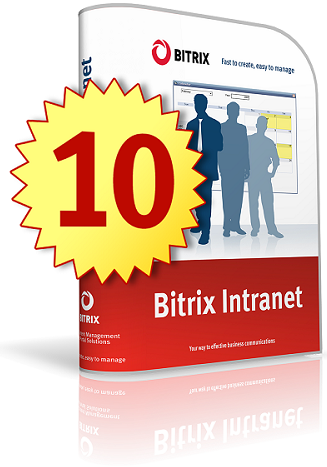 BITRIX
Fast to create, easy to manage
10
Bitrix Intranet
Your way to effective business communications
BITRIX
Management
Solutions
easy to manage